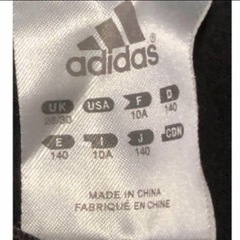 adidas
UK USA F D
28/30 10A 140
E I J CDN
140 10A 140
MADE IN CHINA
FABRIQUÉ EN CHINE